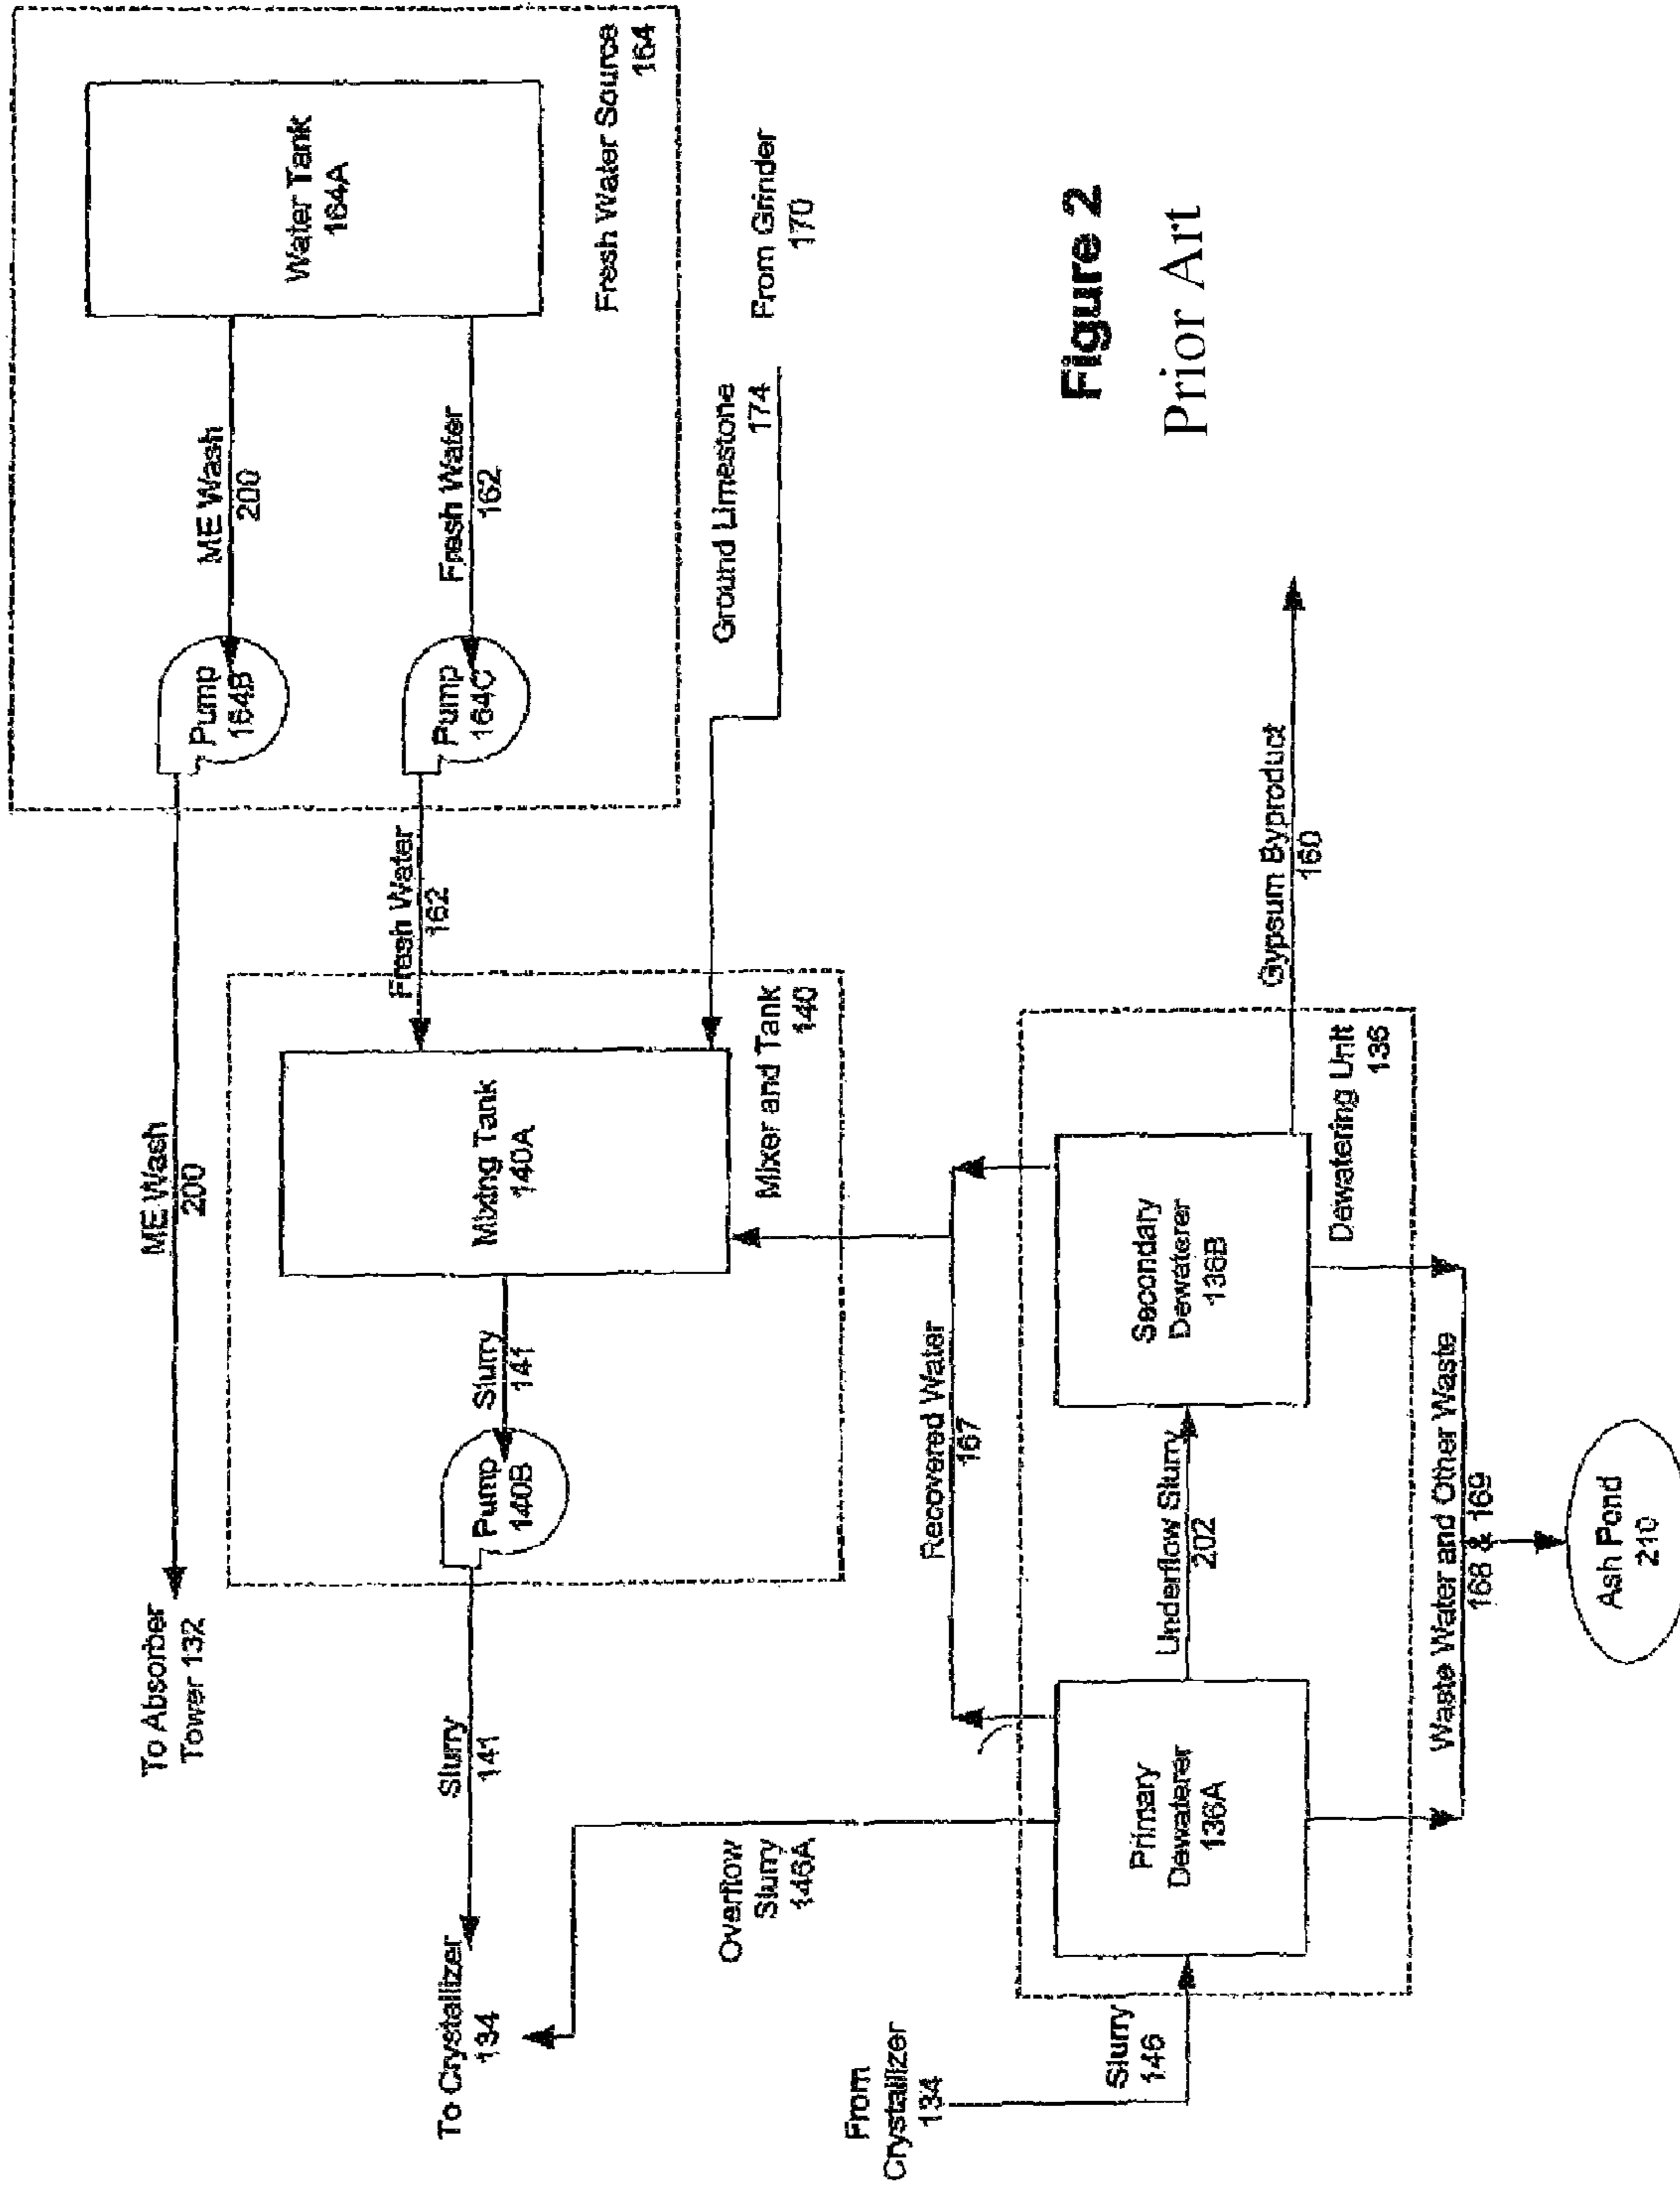 To Absorber
Tower 132
ME Wash
200
Pump
164B
ME Wash
200
Water Tank
164A
Fresh Water
162
Pump
164C
Fresh Water
162
Fresh Water Source
164
To Crystallizer
134
Slurry
141
Pump
140B
Slurry
141
Mixing Tank
140A
Mixer and Tank
140
Ground Limestone
174
From Grinder
170
Overflow
Slurry
146A
Recovered Water
167
From
Crystallizer
134
Slurry
146
Primary
Dewaterer
136A
Underflow Slurry
202
Secondary
Dewaterer
136B
Dewatering Unit
136
Gypsum Byproduct
160
Waste Water and Other Waste
168 & 169
Ash Pond
210
Figure 2
Prior Art